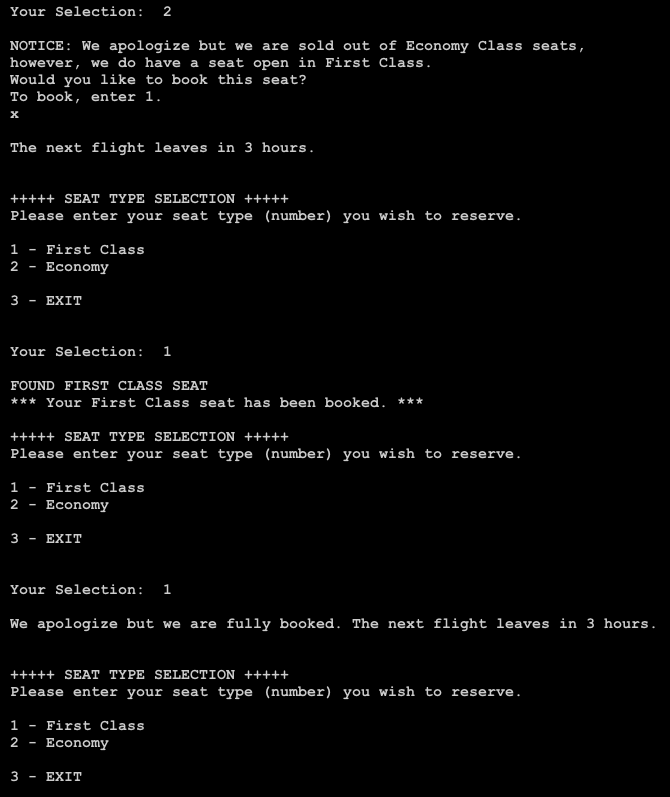 Your Selection:  2
NOTICE: We apologize but we are sold out of Economy Class seats,
however, we do have a seat open in First Class.
Would you like to book this seat?
To book, enter 1.
x
The next flight leaves in 3 hours.
+++++ SEAT TYPE SELECTION +++++
Please enter your seat type (number) you wish to reserve.
1 - First Class
2 - Economy
3 - EXIT
Your Selection:  1
FOUND FIRST CLASS SEAT
*** Your First Class seat has been booked. ***
+++++ SEAT TYPE SELECTION +++++
Please enter your seat type (number) you wish to reserve.
1 - First Class
2 - Economy
3 - EXIT
Your Selection:  1
We apologize but we are fully booked. The next flight leaves in 3 hours.
+++++ SEAT TYPE SELECTION +++++
Please enter your seat type (number) you wish to reserve.
1 - First Class
2 - Economy
3 - EXIT